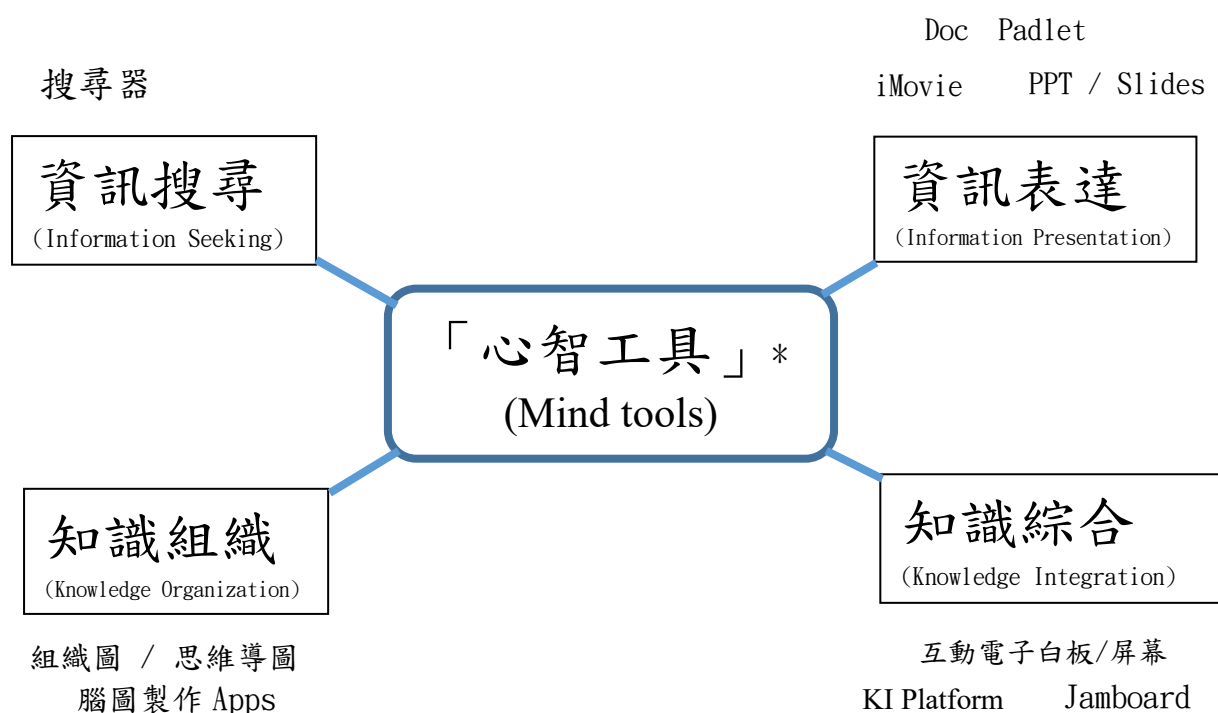 Doc Padlet
搜尋器
iMovie PPT / Slides
資訊搜尋
(Information Seeking)
資訊表達
(Information Presentation)
「心智工具」*
(Mind tools)
知識組織
(Knowledge Organization)
知識綜合
(Knowledge Integration)
組織圖 / 思維導圖
腦圖製作 Apps
互動電子白板/屏幕
KI Platform Jamboard